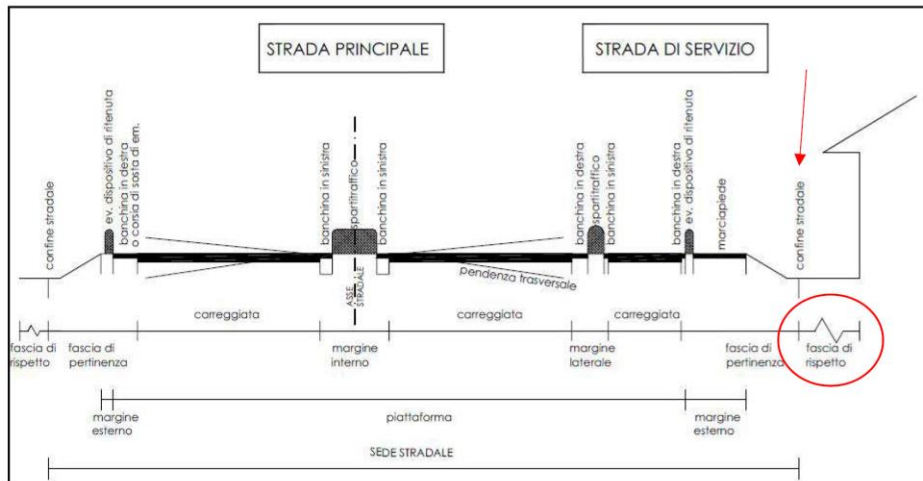 STRADA PRINCIPALE
STRADA DI SERVIZIO
confine stradale
ev. dispositivo di ritenuta
banchina in destra
o corsia di sosta di em.
banchina in sinistra
spartitraffico
banchina in sinistra
banchina in destra
spartitraffico
banchina in sinistra
banchina in destra
ev. dispositivo di ritenuta
marciapiede
confine stradale
pendenza trasversale
ASSE
STRADALE
carreggiata
carreggiata
carreggiata
fascia di
rispetto
fascia di
pertinenza
margine
interno
margine
laterale
fascia di
pertinenza
fascia di
rispetto
margine
esterno
piattaforma
margine
esterno
SEDE STRADALE